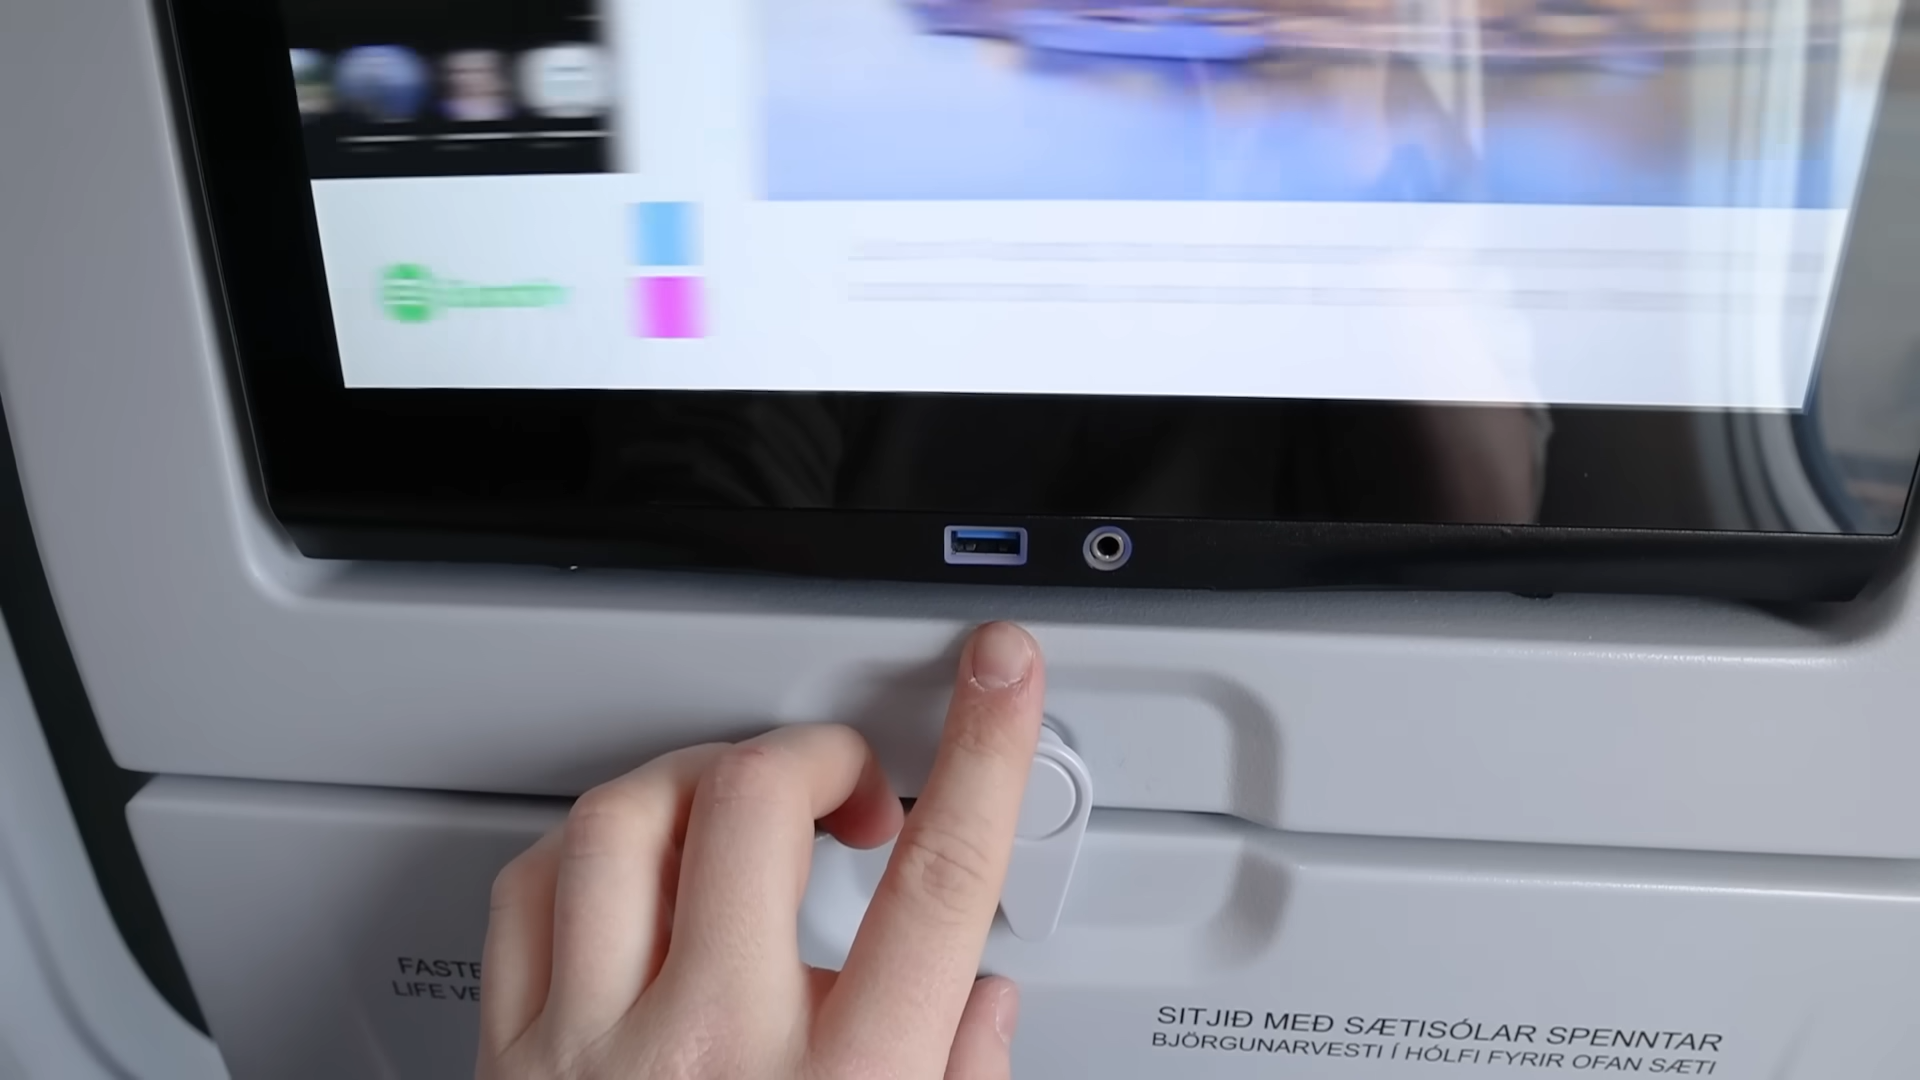 FASTE
LIFE VE
SITJIÐ MEÐ SÆTISÓLAR SPENNTAR
BJÖRGUNARVESTI Í HÓLFI FYRIR OFAN SÆTI